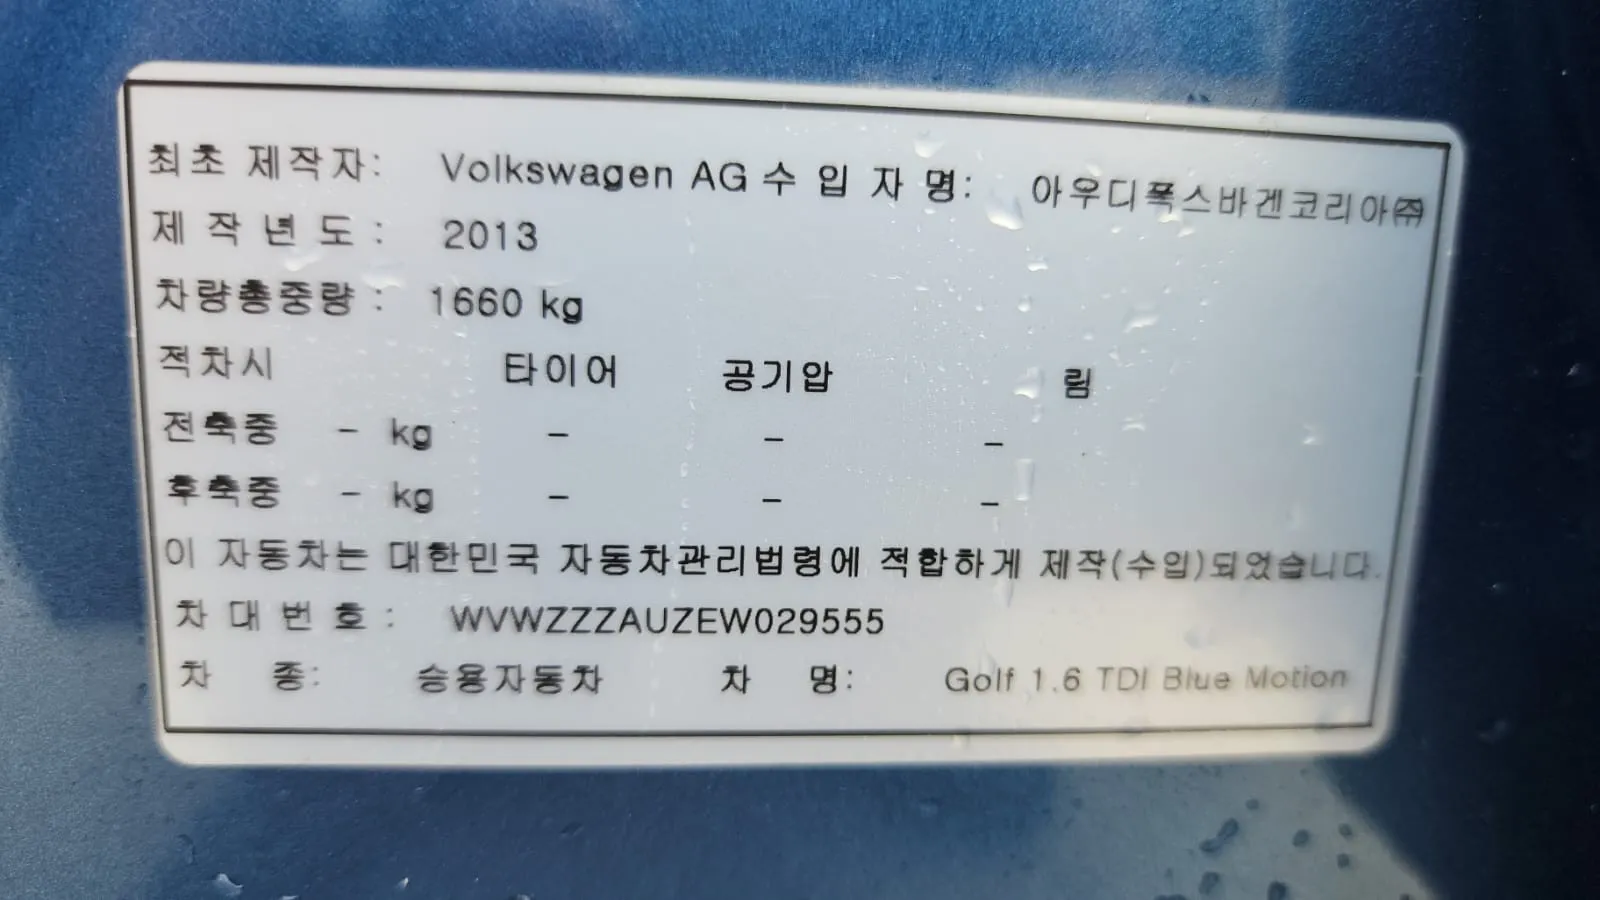 최초 제작자: Volkswagen AG 수 입 자 명: 아우디폭스바겐코리아㈜
제 작 년 도 : 2013
차량총중량 : 1660 kg
적차시 타이어 공기압 림
전축중 - kg - - -
후축중 - kg - - -
이 자동차는 대한민국 자동차관리법령에 적합하게 제작(수입)되었습니다.
차 대 번 호 : WVWZZZAUZEW029555
차 종: 승용자동차 차 명: Golf 1.6 TDI Blue Motion